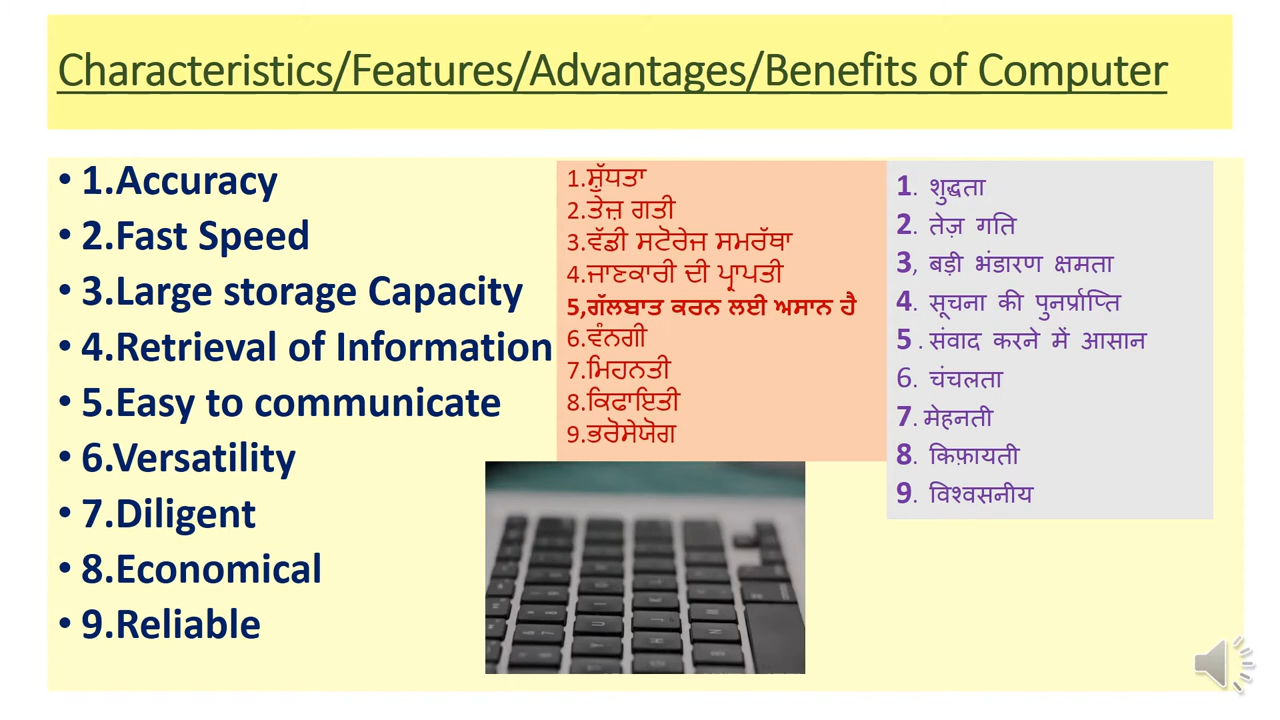 Characteristics/Features/Advantages/Benefits of Computer
• 1.Accuracy
• 2.Fast Speed
• 3.Large storage Capacity
• 4.Retrieval of Information
• 5.Easy to communicate
• 6.Versatility
• 7.Diligent
• 8.Economical
• 9.Reliable
1.ਸ਼ੁੱਧਤਾ
2.ਤੇਜ਼ ਗਤੀ
3.ਵੱਡੀ ਸਟੋਰੇਜ ਸਮਰੱਥਾ
4.ਜਾਣਕਾਰੀ ਦੀ ਪ੍ਰਾਪਤੀ
5,ਗੱਲਬਾਤ ਕਰਨ ਲਈ ਅਸਾਨ ਹੈ
6.ਵੰਨਗੀ
7.ਮਿਹਨਤੀ
8.ਕਿਫਾਇਤੀ
9.ਭਰੋਸੇਯੋਗ
1. शुद्धता
2. तेज़ गति
3, बड़ी भंडारण क्षमता
4. सूचना की पुनर्प्राप्ति
5 . संवाद करने में आसान
6. चंचलता
7. मेहनती
8. किफ़ायती
9. विश्वसनीय